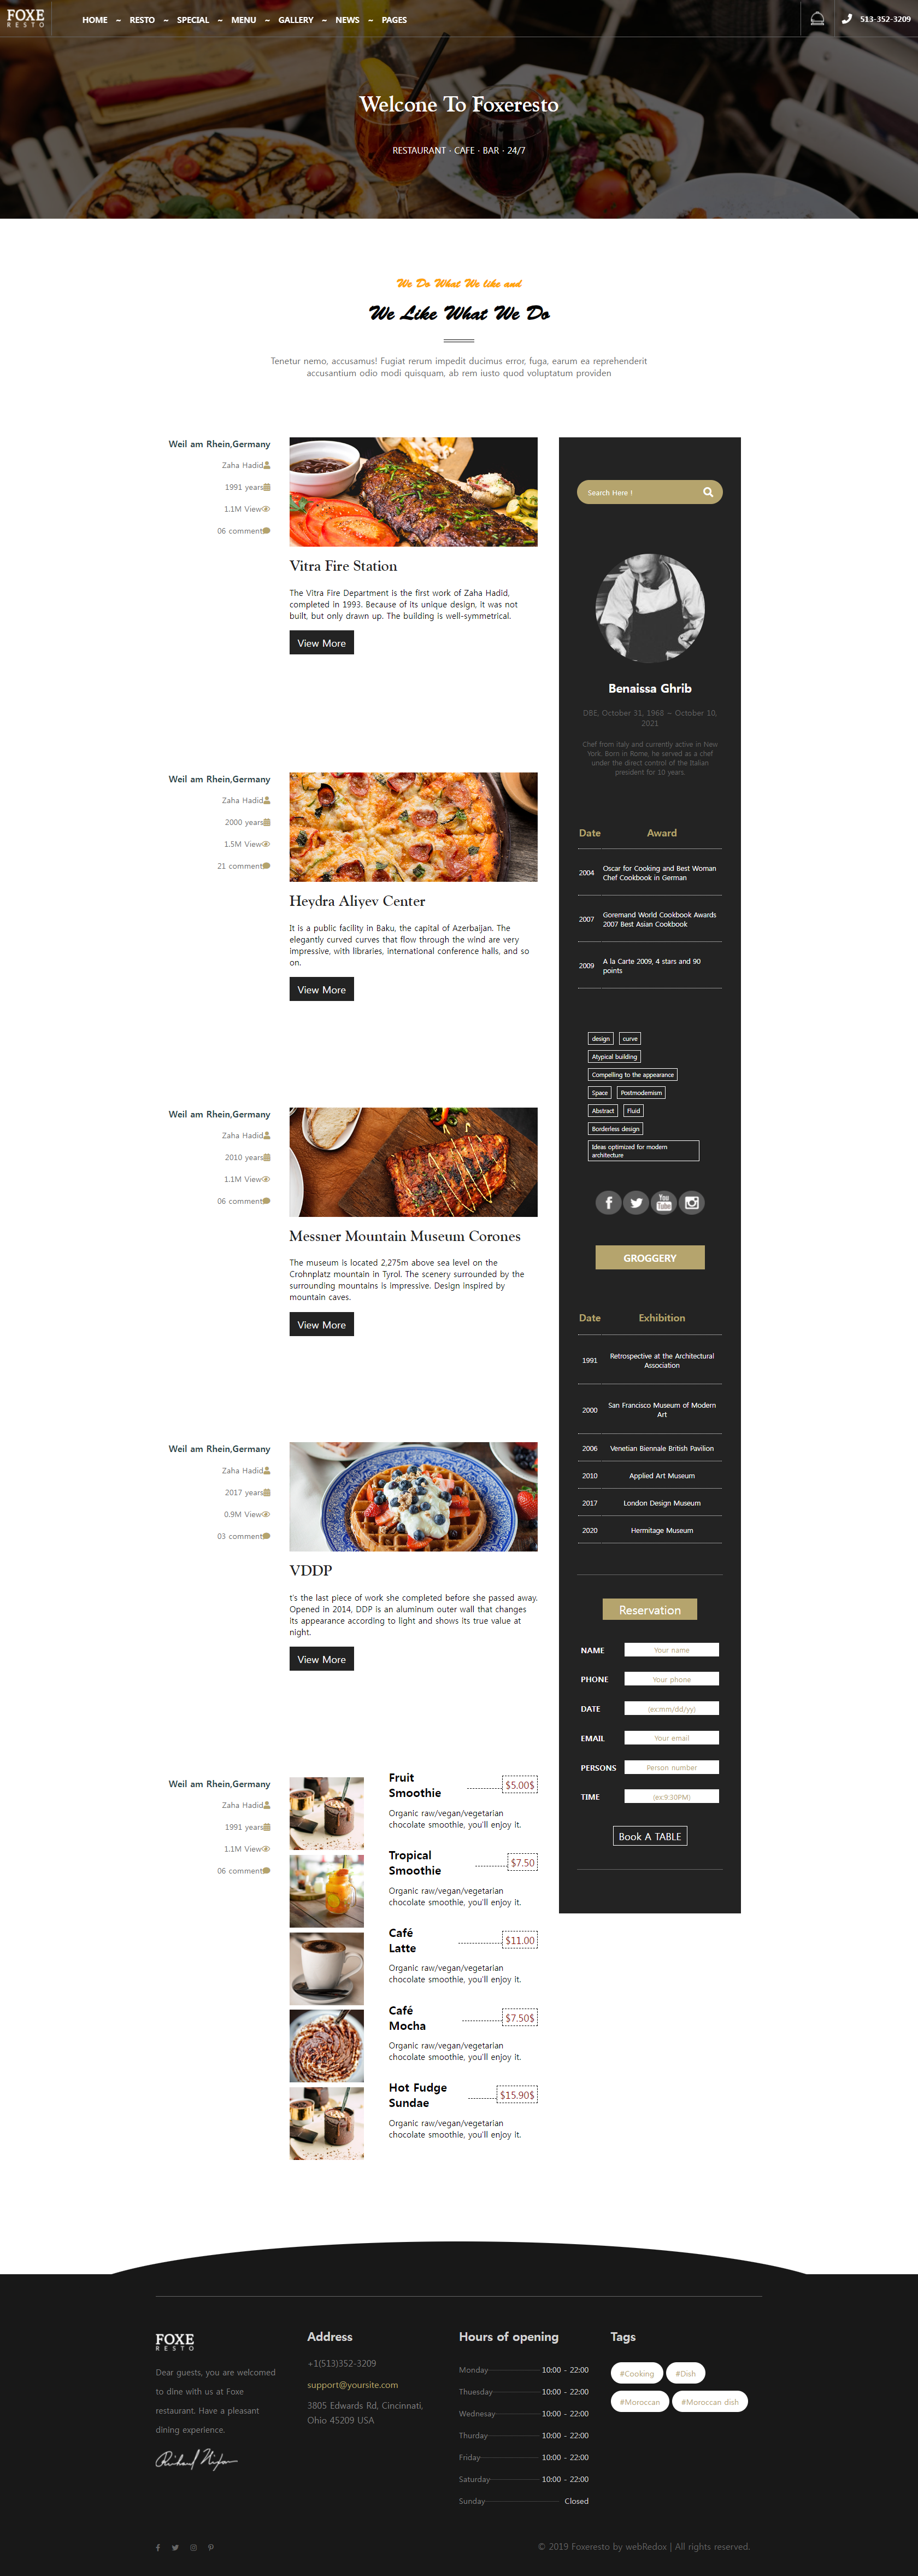 FOXE
RESTO
HOME ~ RESTO ~ SPECIAL ~ MENU ~ GALLERY ~ NEWS ~ PAGES
513-352-3209
Welcone To Foxeresto
RESTAURANT · CAFE · BAR · 24/7
We Do What We like and
We Like What We Do
Tenetur nemo, accusamus! Fugiat rerum impedit ducimus error, fuga, earum ea reprehenderit
accusantium odio modi quisquam, ab rem iusto quod voluptatum providen
Weil am Rhein,Germany
Zaha Hadid
1991 years
1.1M View
06 comment
Vitra Fire Station
The Vitra Fire Department is the first work of Zaha Hadid,
completed in 1993. Because of its unique design, it was not
built, but only drawn up. The building is well-symmetrical.
View More
Weil am Rhein,Germany
Zaha Hadid
2000 years
1.5M View
21 comment
Heydra Aliyev Center
It is a public facility in Baku, the capital of Azerbaijan. The
elegantly curved curves that flow through the wind are very
impressive, with libraries, international conference halls, and so
on.
View More
Weil am Rhein,Germany
Zaha Hadid
2010 years
1.1M View
06 comment
Messner Mountain Museum Corones
The museum is located 2,275m above sea level on the
Crohnplatz mountain in Tyrol. The scenery surrounded by the
surrounding mountains is impressive. Design inspired by
mountain caves.
View More
Weil am Rhein,Germany
Zaha Hadid
2017 years
0.9M View
03 comment
VDDP
t's the last piece of work she completed before she passed away.
Opened in 2014, DDP is an aluminum outer wall that changes
its appearance according to light and shows its true value at
night.
View More
Weil am Rhein,Germany
Zaha Hadid
1991 years
1.1M View
06 comment
Fruit
Smoothie
$5.00$
Organic raw/vegan/vegetarian
chocolate smoothie, you'll enjoy it.
Tropical
Smoothie
$7.50
Organic raw/vegan/vegetarian
chocolate smoothie, you'll enjoy it.
Café
Latte
$11.00
Organic raw/vegan/vegetarian
chocolate smoothie, you'll enjoy it.
Café
Mocha
$7.50$
Organic raw/vegan/vegetarian
chocolate smoothie, you'll enjoy it.
Hot Fudge
Sundae
$15.90$
Organic raw/vegan/vegetarian
chocolate smoothie, you'll enjoy it.
Search Here !
Benaissa Ghrib
DBE, October 31, 1968 ~ October 10,
2021
Chef from italy and currently active in New
York. Born in Rome, he served as a chef
under the direct control of the Balian
president for 10 years.
Date Award
2004 Oscar for Cooking and Best Woman
Chef Cookbook in German
2007 Goremand World Cookbook Awards
2007 Best Asian Cookbook
2009 A la Carte 2009, 4 stars and 90
points
design curve
Atypical building
Compelling to the appearance
Space Postmodernism
Abstract Fluid
Borderless design
Ideas optimized for modern
architecture
You
Tube
GROGGERY
Date Exhibition
1991 Retrospective at the Architectural
Association
2000 San Francisco Museum of Modern
Art
2006 Venetian Biennale British Pavilion
2010 Applied Art Museum
2017 London Design Museum
2020 Hermitage Museum
Reservation
NAME Your name
PHONE Your phone
DATE (ex:mm/dd/yy)
EMAIL Your email
PERSONS Person number
TIME (ex:9:30PM)
Book A TABLE
FOXE
RESTO
Dear guests, you are welcomed
to dine with us at Foxe
restaurant. Have a pleasant
dining experience.
Address
+1(513)352-3209
support@yoursite.com
3805 Edwards Rd, Cincinnati,
Ohio 45209 USA
Hours of opening
Monday 10:00 - 22:00
Thuesday 10:00 - 22:00
Wednesay 10:00 - 22:00
Thurday 10:00 - 22:00
Friday 10:00 - 22:00
Saturday 10:00 - 22:00
Sunday Closed
Tags
#Cooking #Dish
#Moroccan #Moroccan dish
© 2019 Foxeresto by webRedox | All rights reserved.